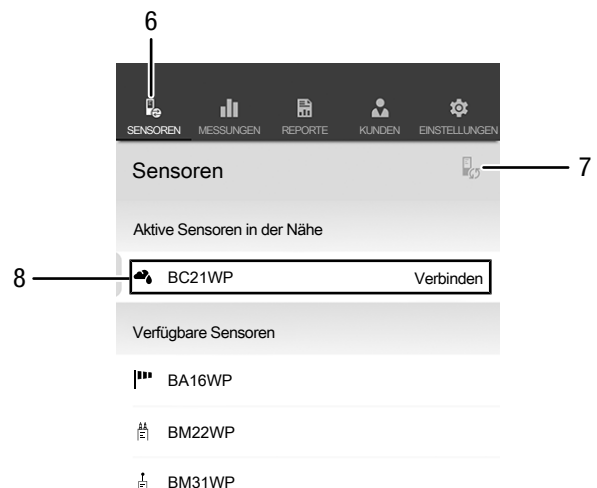 6
SENSOREN MESSUNGEN REPORTE KUNDEN EINSTELLUNGEN
Sensoren
7
Aktive Sensoren in der Nähe
8
BC21WP Verbinden
Verfügbare Sensoren
BA16WP
BM22WP
BM31WP